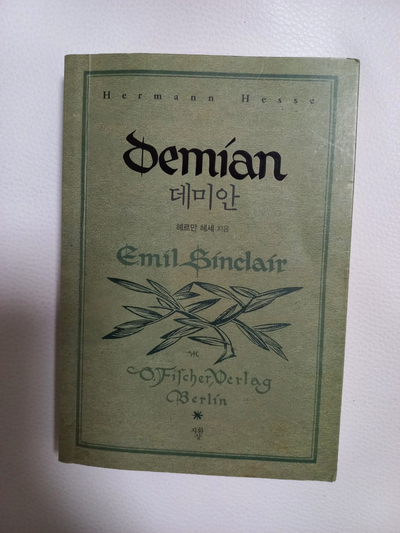 Hermann Hesse
Demian
데미안
헤르만 헤세 지음
Emil Sinclair
S. Fischer, Verlag
Berlin